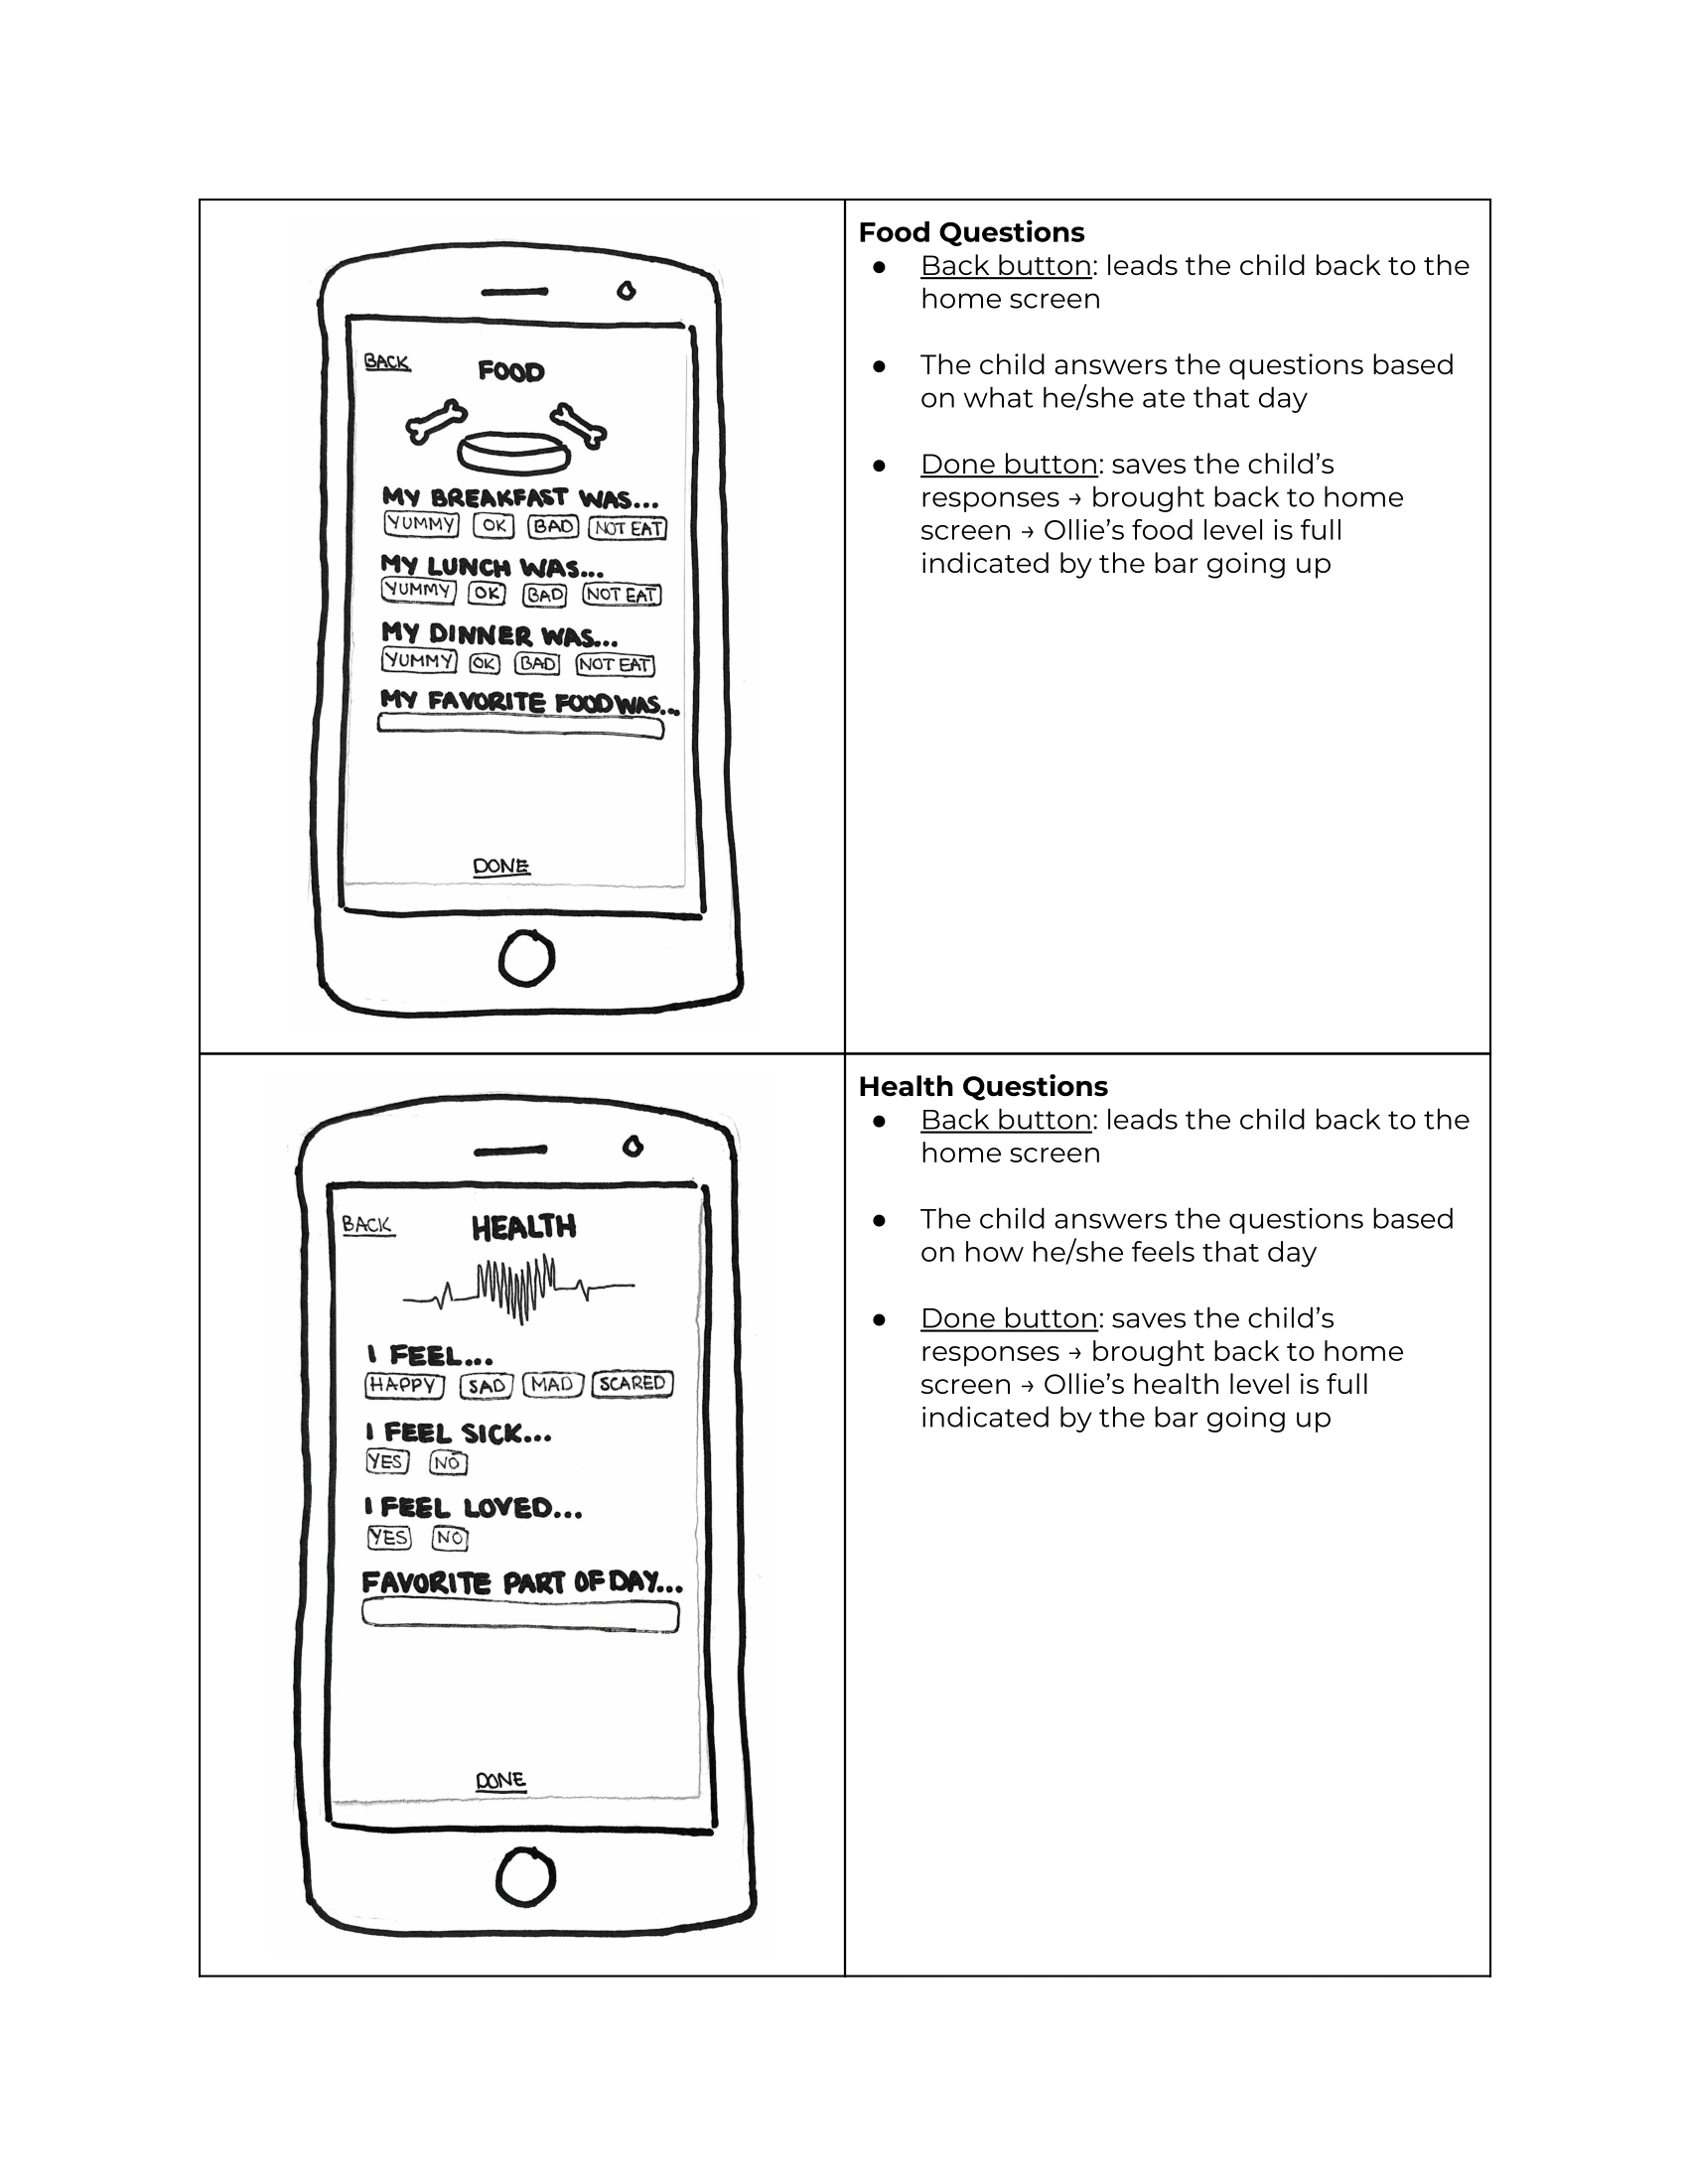 BACK
FOOD
MY BREAKFAST WAS...
YUMMY OK BAD NOT EAT
MY LUNCH WAS...
YUMMY OK BAD NOT EAT
MY DINNER WAS...
YUMMY OK BAD NOT EAT
MY FAVORITE FOOD WAS...
DONE
Food Questions
● Back button: leads the child back to the
home screen
● The child answers the questions based
on what he/she ate that day
● Done button: saves the child’s
responses → brought back to home
screen → Ollie’s food level is full
indicated by the bar going up
BACK
HEALTH
I FEEL...
HAPPY SAD MAD SCARED
I FEEL SICK...
YES NO
I FEEL LOVED...
YES NO
FAVORITE PART OF DAY...
DONE
Health Questions
● Back button: leads the child back to the
home screen
● The child answers the questions based
on how he/she feels that day
● Done button: saves the child’s
responses → brought back to home
screen → Ollie’s health level is full
indicated by the bar going up